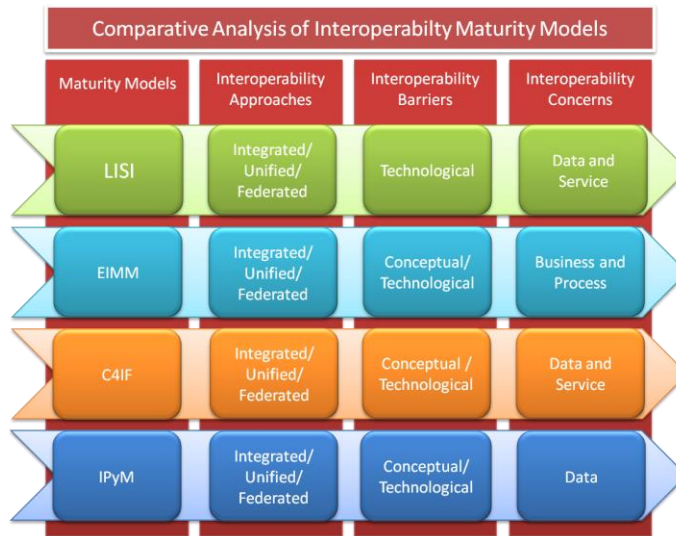 Comparative Analysis of Interoperabilty Maturity Models
Maturity Models
Interoperability
Approaches
Interoperability
Barriers
Interoperability
Concerns
LISI
Integrated/
Unified/
Federated
Technological
Data and
Service
EIMM
Integrated/
Unified/
Federated
Conceptual/
Technological
Business and
Process
C4IF
Integrated/
Unified/
Federated
Conceptual /
Technological
Data and
Service
IPyM
Integrated/
Unified/
Federated
Conceptual/
Technological
Data